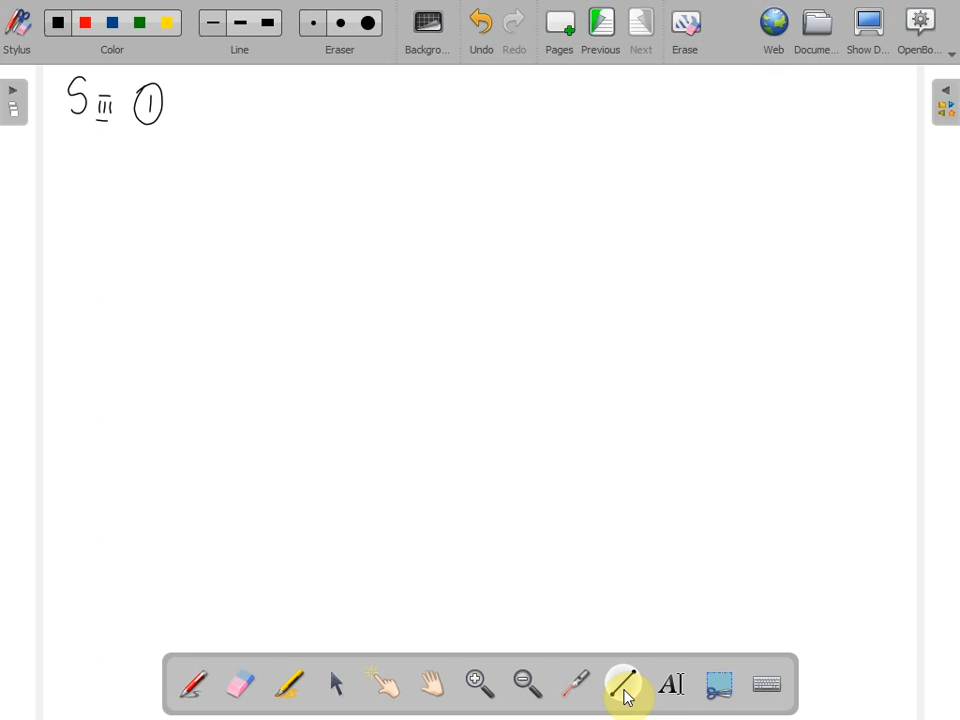 Stylus Color Line Eraser Backgro... Undo Redo Pages Previous Next Erase Web Docume... Show D... OpenBo...
S III ①
A